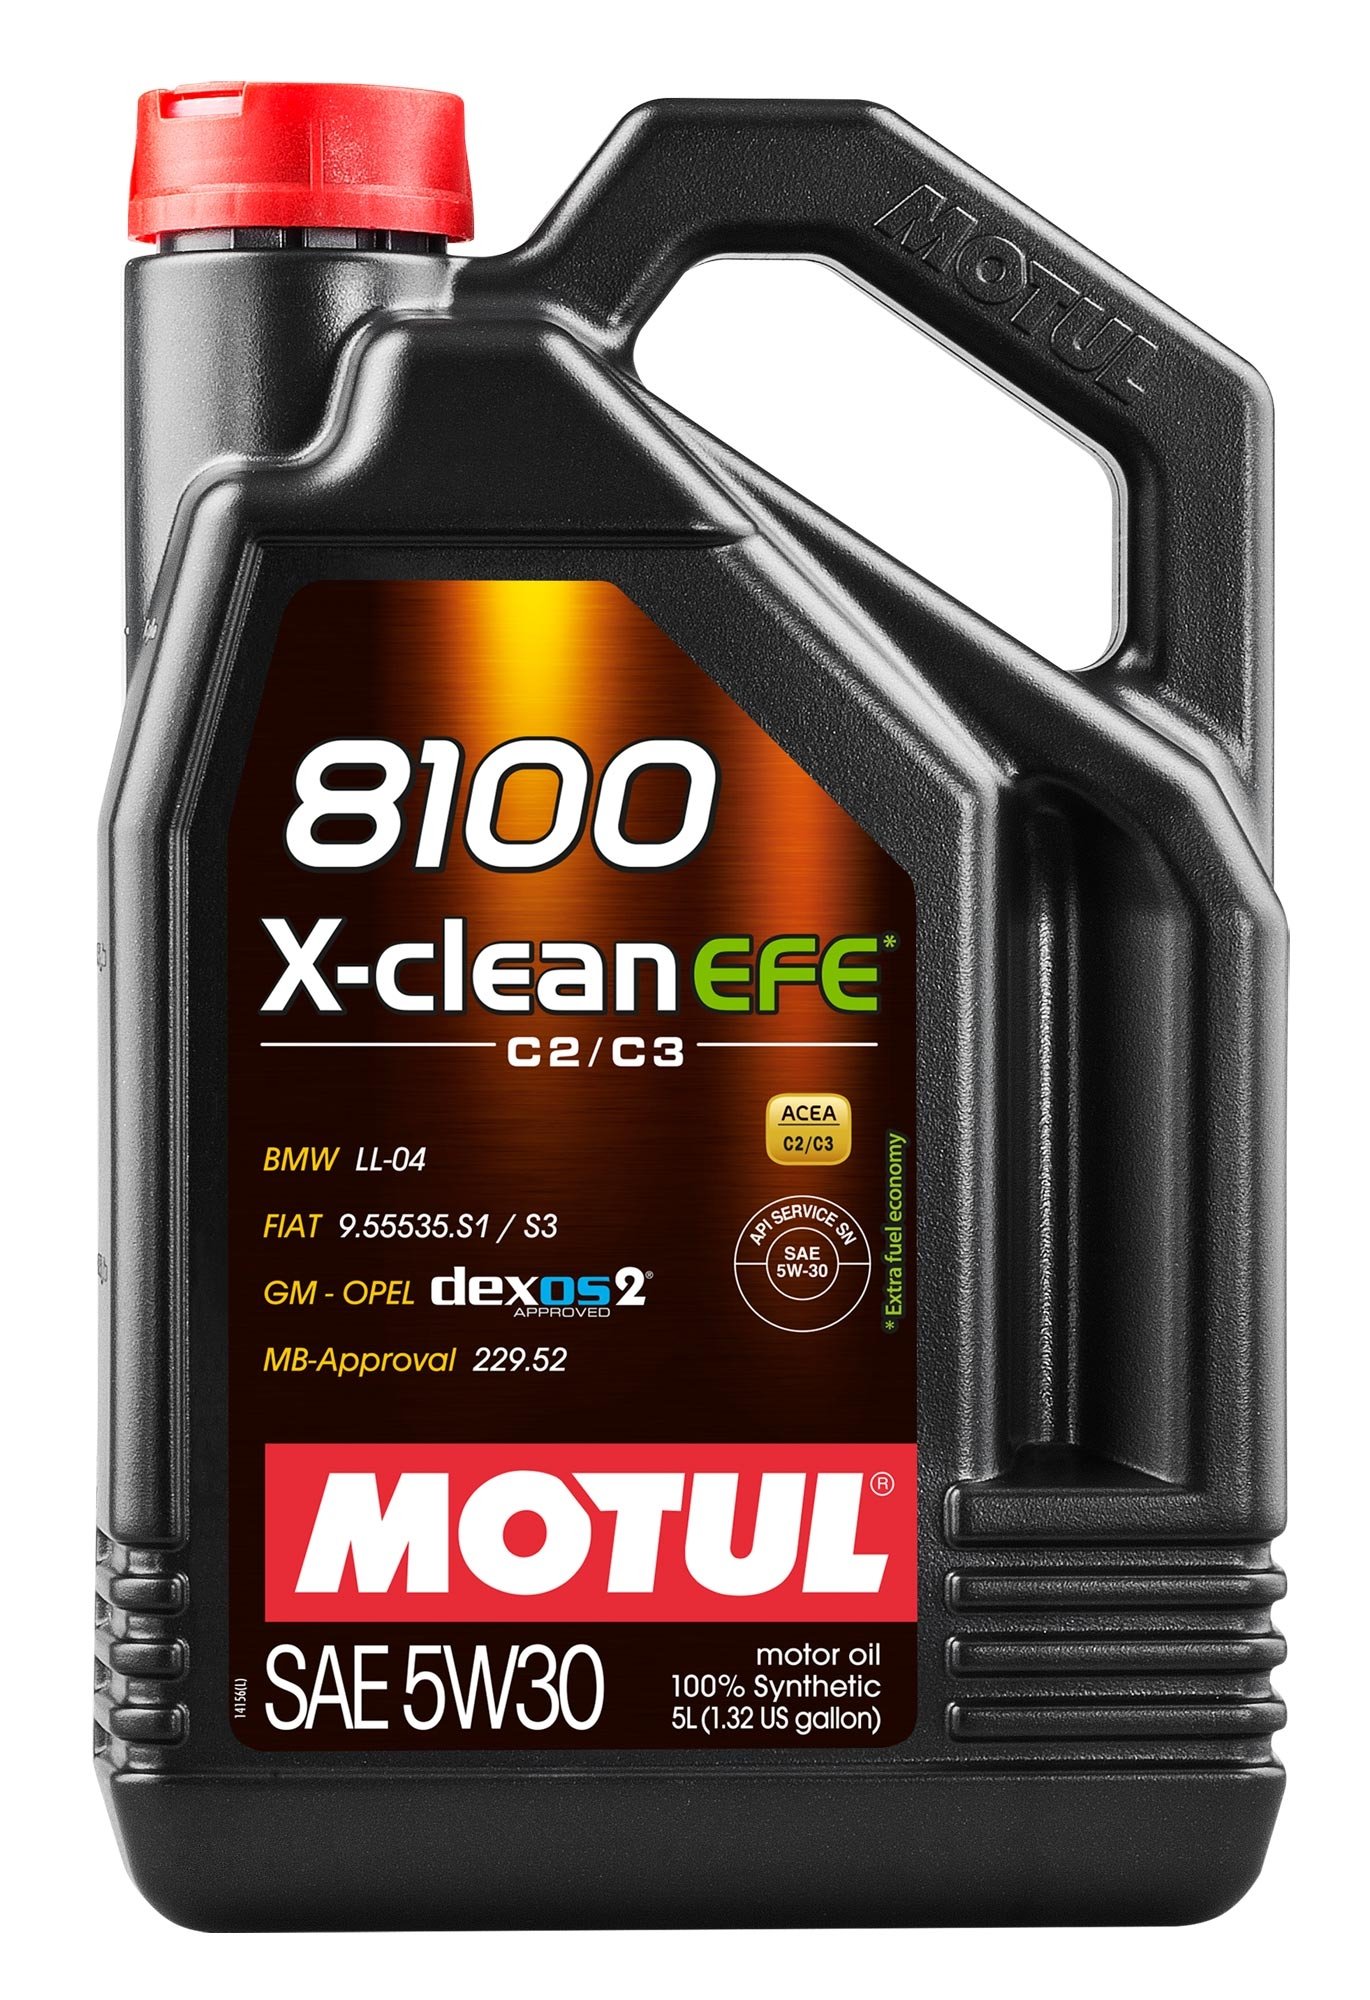 MOTUL
8100
X-clean EFE*
C2/C3
ACEA
C2/C3
BMW LL-04
FIAT 9.55535.S1 / S3
GM - OPEL dexos2®
APPROVED
MB-Approval 229.52
API SERVICE SN
SAE
5W-30
* Extra fuel economy
MOTUL®
SAE 5W30
motor oil
100% Synthetic
5L (1.32 US gallon)
14156(L)